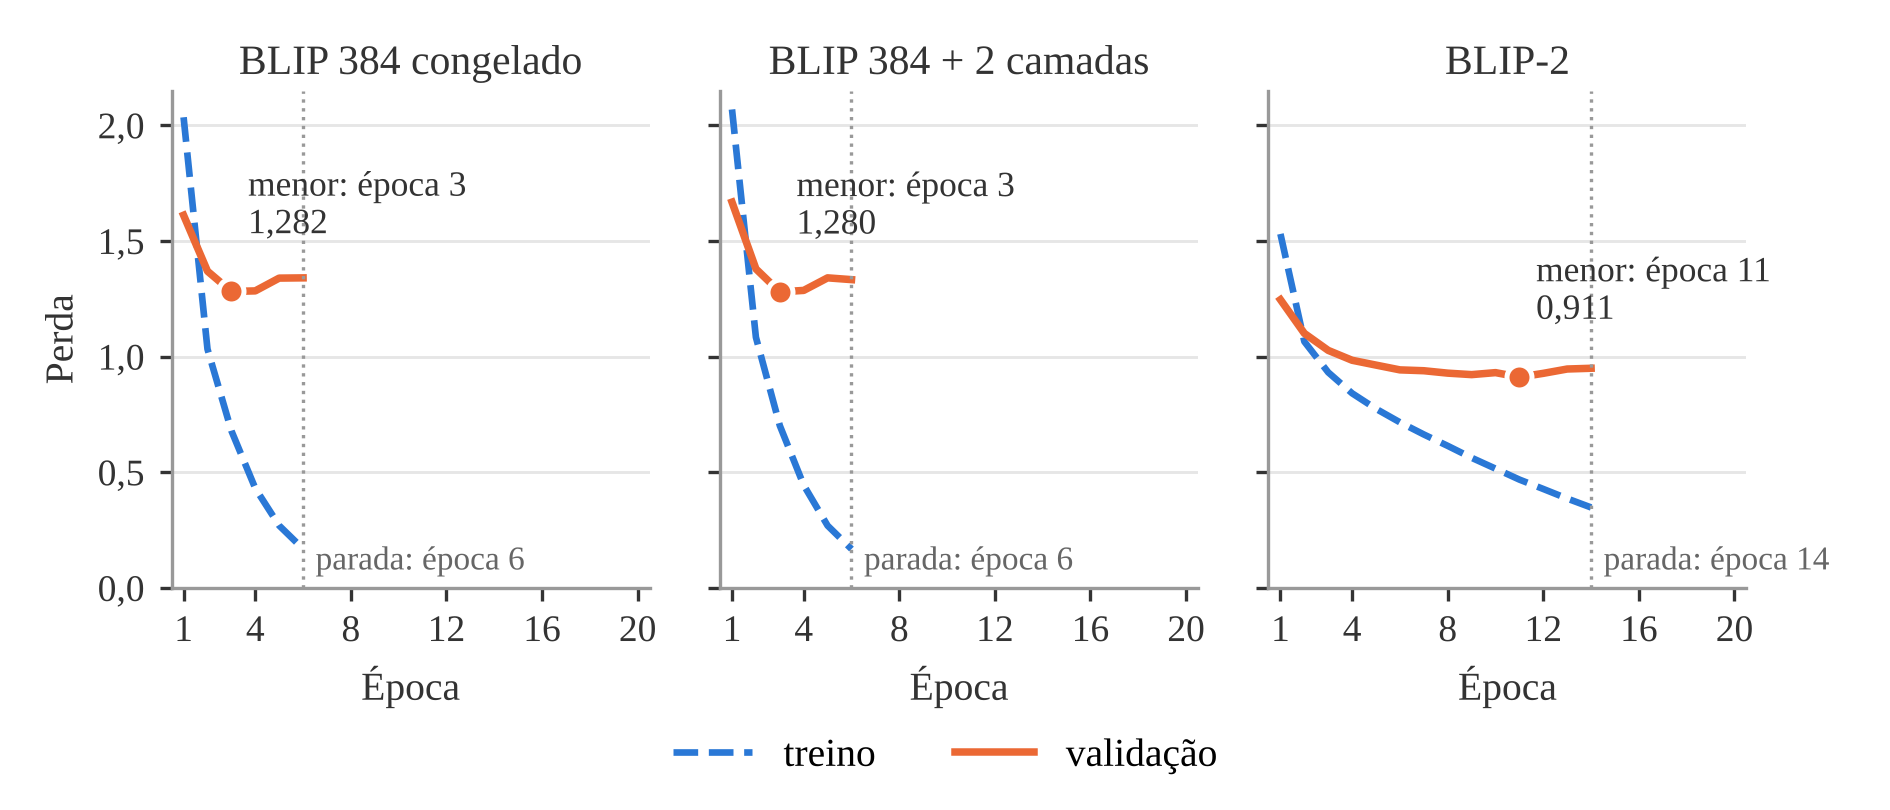 BLIP 384 congelado
BLIP 384 + 2 camadas
BLIP-2
Perda
2,0
1,5
1,0
0,5
0,0
menor: época 3
1,282
parada: época 6
1 4 8 12 16 20
Época
menor: época 3
1,280
parada: época 6
1 4 8 12 16 20
Época
menor: época 11
0,911
parada: época 14
1 4 8 12 16 20
Época
treino
validação